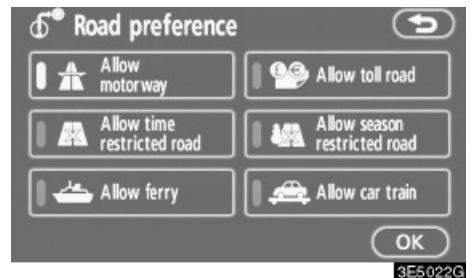 Road preference
Allow
motorway
Allow toll road
Allow time
restricted road
Allow season
restricted road
Allow ferry
Allow car train
OK
3E5022G